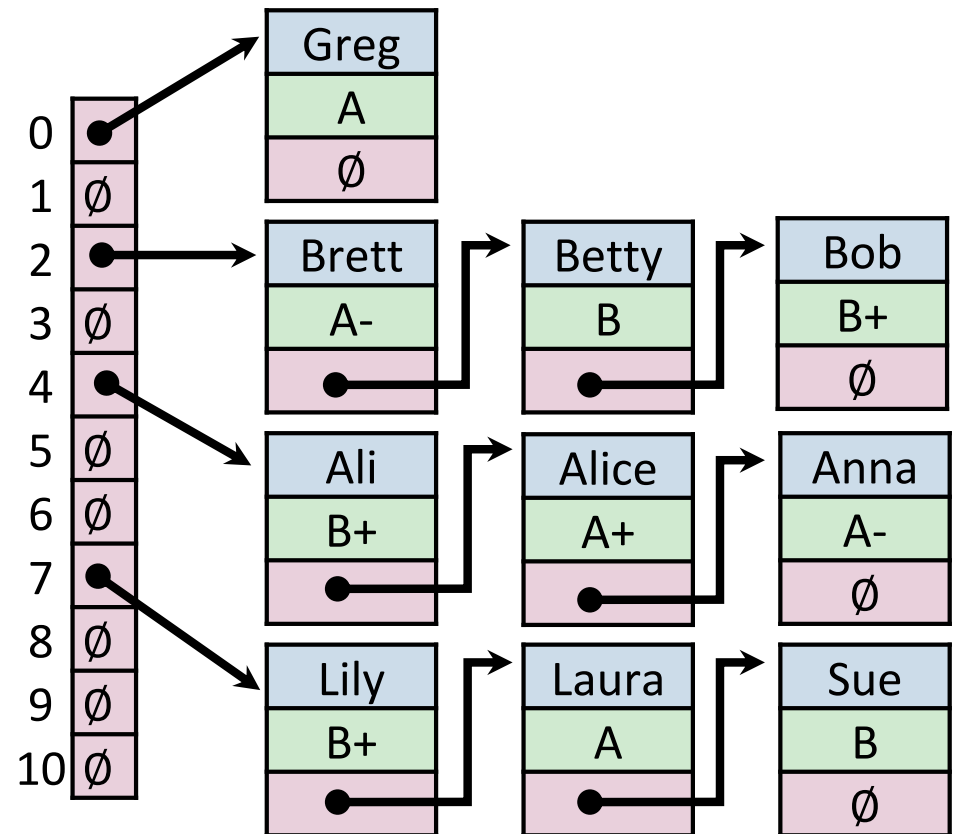 Greg
A
Ø
0
1 Ø
2
3 Ø
4
5 Ø
6 Ø
7
8 Ø
9 Ø
10 Ø
Brett Betty Bob
A- B B+
Ø
Ali Alice Anna
B+ A+ A-
Ø
Lily Laura Sue
B+ A B
Ø